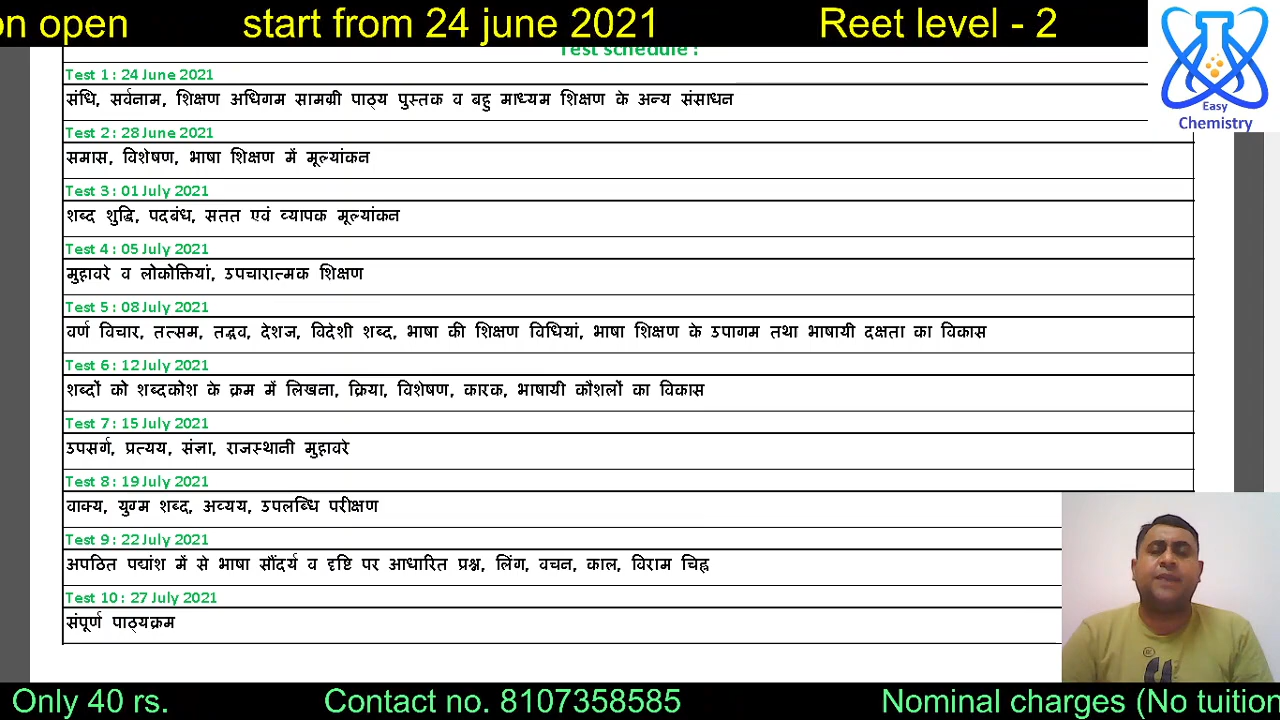 on open start from 24 june 2021 Reet level - 2
Test schedule :
Easy
Chemistry
Test 1 : 24 June 2021
संधि, सर्वनाम, शिक्षण अधिगम सामग्री पाठ्य पुस्तक व बहु माध्यम शिक्षण के अन्य संसाधन
Test 2 : 28 June 2021
समास, विशेषण, भाषा शिक्षण में मूल्यांकन
Test 3 : 01 July 2021
शब्द शुद्धि, पदबंध, सतत एवं व्यापक मूल्यांकन
Test 4 : 05 July 2021
मुहावरे व लोकोक्तियां, उपचारात्मक शिक्षण
Test 5 : 08 July 2021
वर्ण विचार, तत्सम, तद्भव, देशज, विदेशी शब्द, भाषा की शिक्षण विधियां, भाषा शिक्षण के उपागम तथा भाषायी दक्षता का विकास
Test 6 : 12 July 2021
शब्दों को शब्दकोश के क्रम में लिखना, क्रिया, विशेषण, कारक, भाषायी कौशलों का विकास
Test 7 : 15 July 2021
उपसर्ग, प्रत्यय, संज्ञा, राजस्थानी मुहावरे
Test 8 : 19 July 2021
वाक्य, युग्म शब्द, अव्यय, उपलब्धि परीक्षण
Test 9 : 22 July 2021
अपठित पद्यांश में से भाषा सौंदर्य व दृष्टि पर आधारित प्रश्न, लिंग, वचन, काल, विराम चिह्न
Test 10 : 27 July 2021
संपूर्ण पाठ्यक्रम
Only 40 rs. Contact no. 8107358585 Nominal charges (No tuition